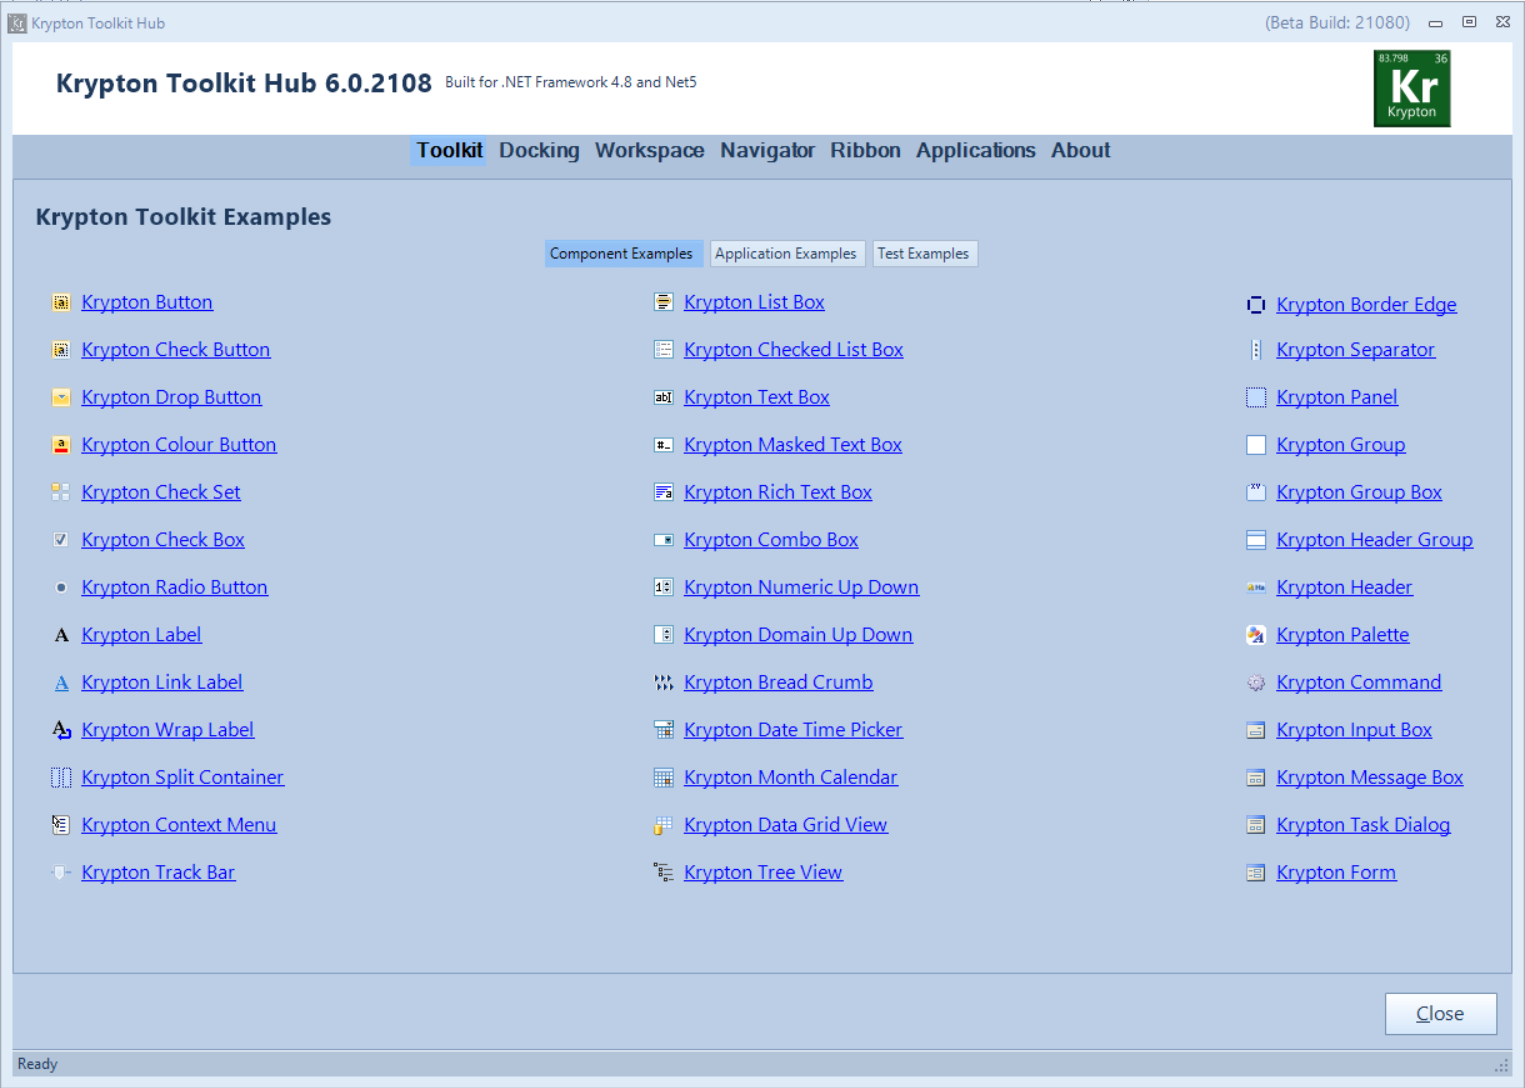 Krypton Toolkit Hub
(Beta Build: 21080)
Krypton Toolkit Hub 6.0.2108 Built for .NET Framework 4.8 and Net5
83.798 36
Kr
Krypton
Toolkit Docking Workspace Navigator Ribbon Applications About
Krypton Toolkit Examples
Component Examples Application Examples Test Examples
Krypton Button
Krypton Check Button
Krypton Drop Button
Krypton Colour Button
Krypton Check Set
Krypton Check Box
Krypton Radio Button
Krypton Label
Krypton Link Label
Krypton Wrap Label
Krypton Split Container
Krypton Context Menu
Krypton Track Bar
Krypton List Box
Krypton Checked List Box
Krypton Text Box
Krypton Masked Text Box
Krypton Rich Text Box
Krypton Combo Box
Krypton Numeric Up Down
Krypton Domain Up Down
Krypton Bread Crumb
Krypton Date Time Picker
Krypton Month Calendar
Krypton Data Grid View
Krypton Tree View
Krypton Border Edge
Krypton Separator
Krypton Panel
Krypton Group
Krypton Group Box
Krypton Header Group
Krypton Header
Krypton Palette
Krypton Command
Krypton Input Box
Krypton Message Box
Krypton Task Dialog
Krypton Form
Close
Ready